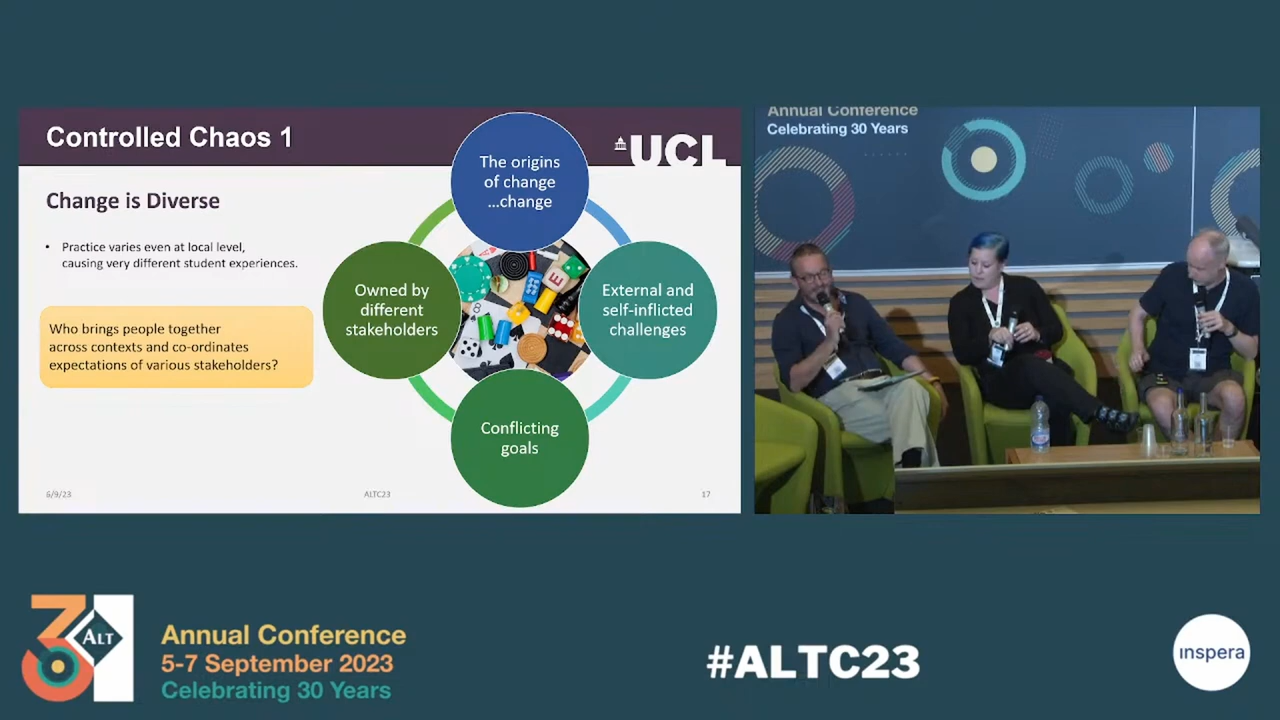 Controlled Chaos 1
UCL
Change is Diverse
• Practice varies even at local level,
causing very different student experiences.
Who brings people together
across contexts and co-ordinates
expectations of various stakeholders?
The origins
of change
...change
External and
self-inflicted
challenges
Conflicting
goals
Owned by
different
stakeholders
6/9/23
ALTC23
17
Annual Conference
Celebrating 30 Years
ALT
Annual Conference
5-7 September 2023
Celebrating 30 Years
#ALTC23
inspera